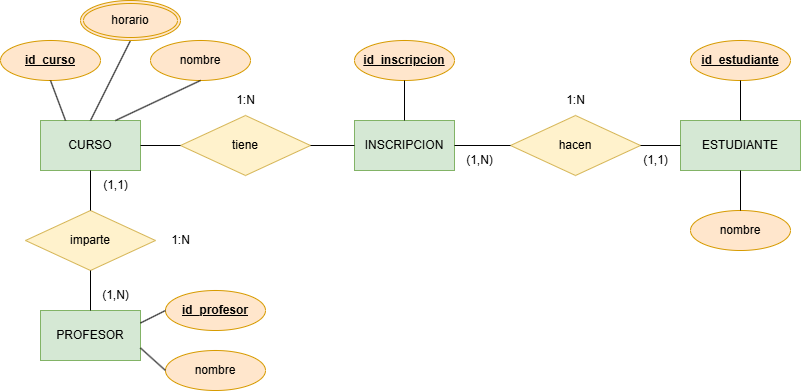 horario
id_curso
nombre
id_inscripcion
id_estudiante
1:N
1:N
CURSO
tiene
INSCRIPCION
hacen
ESTUDIANTE
(1,N)
(1,1)
(1,1)
imparte
1:N
nombre
(1,N)
id_profesor
PROFESOR
nombre